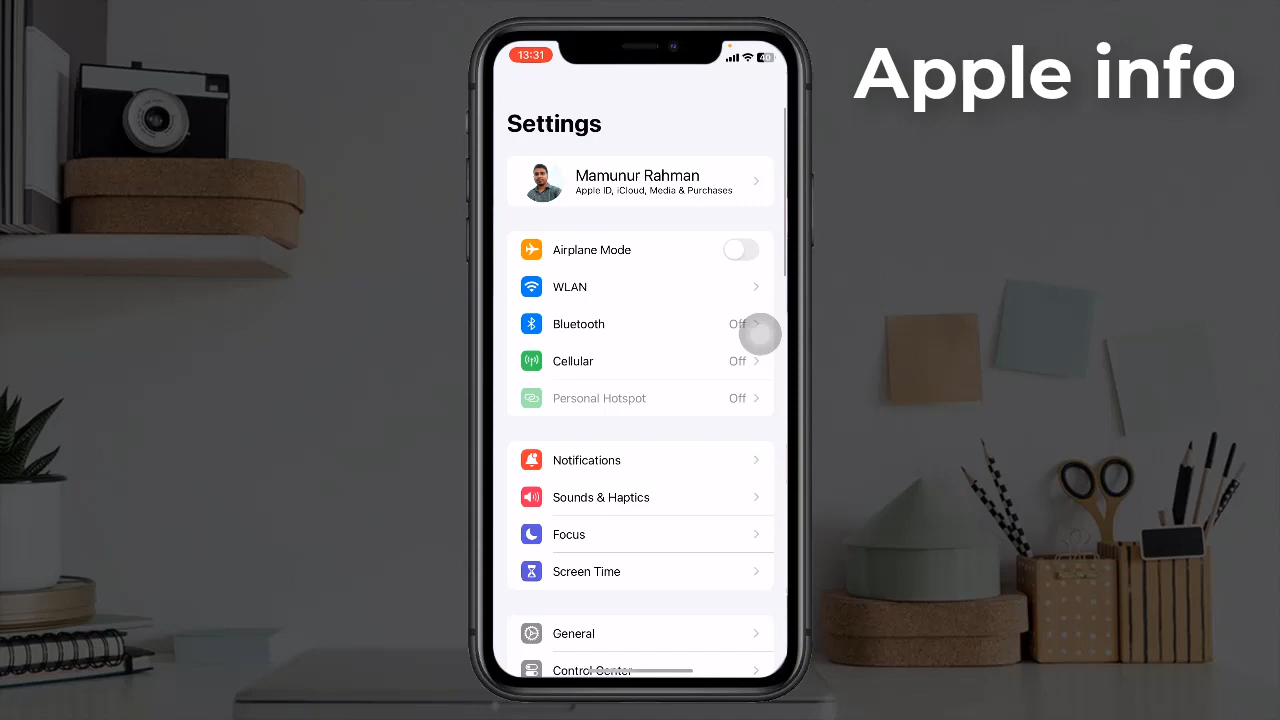 Apple info
13:31
40
Settings
Mamunur Rahman
Apple ID, iCloud, Media & Purchases
Airplane Mode
WLAN
Bluetooth Off
Cellular Off
Personal Hotspot Off
Notifications
Sounds & Haptics
Focus
Screen Time
General
Control Center